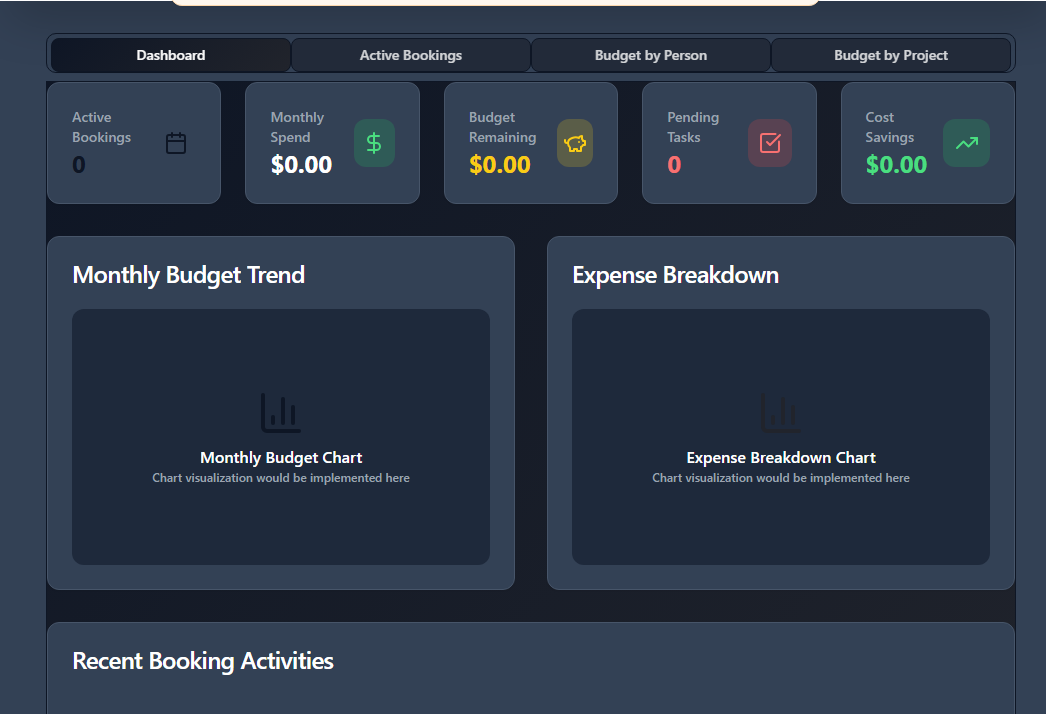 Dashboard
Active Bookings
Budget by Person
Budget by Project
Active
Bookings
0
Monthly
Spend
$0.00
Budget
Remaining
$0.00
Pending
Tasks
0
Cost
Savings
$0.00
Monthly Budget Trend
Monthly Budget Chart
Chart visualization would be implemented here
Expense Breakdown
Expense Breakdown Chart
Chart visualization would be implemented here
Recent Booking Activities